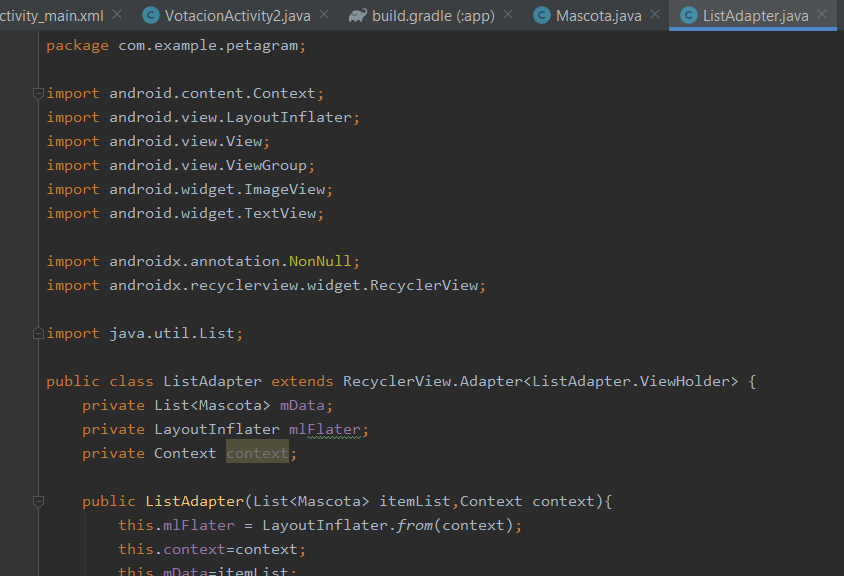 ctivity_main.xml VotacionActivity2.java build.gradle (:app) Mascota.java ListAdapter.java
package com.example.petagram;
import android.content.Context;
import android.view.LayoutInflater;
import android.view.View;
import android.view.ViewGroup;
import android.widget.ImageView;
import android.widget.TextView;
import androidx.annotation.NonNull;
import androidx.recyclerview.widget.RecyclerView;
import java.util.List;
public class ListAdapter extends RecyclerView.Adapter<ListAdapter.ViewHolder> {
private List<Mascota> mData;
private LayoutInflater mlFlater;
private Context context;
public ListAdapter(List<Mascota> itemList,Context context){
this.mlFlater = LayoutInflater.from(context);
this.context=context;
this.mData=itemList;